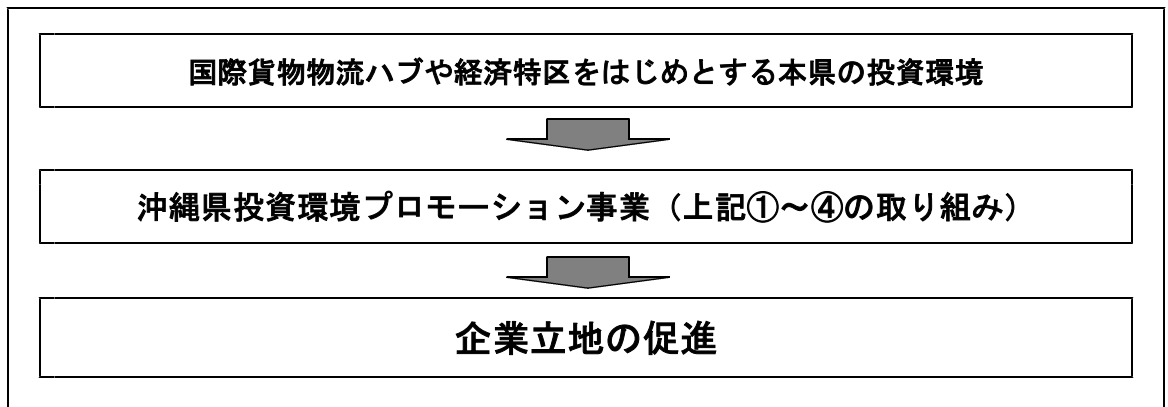 国際貨物物流ハブや経済特区をはじめとする本県の投資環境
沖縄県投資環境プロモーション事業（上記①～④の取り組み）
企業立地の促進